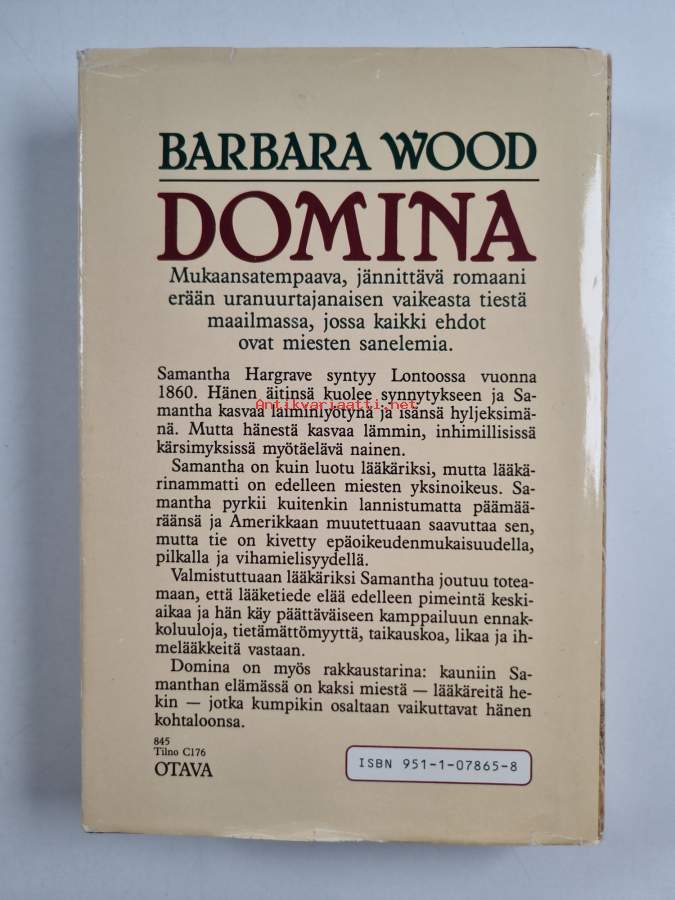 BARBARA WOOD
DOMINA
Mukaansatempaava, jännittävä romaani
erään uranuurtajanaisen vaikeasta tiestä
maailmassa, jossa kaikki ehdot
ovat miesten sanelemia.
Samantha Hargrave syntyy Lontoossa vuonna
1860. Hänen äitinsä kuolee synnytykseen ja Sa-
Antikvariaatti.net
mantha kasvaa laiminlyötynä ja isänsä hyljeksimä-
nä. Mutta hänestä kasvaa lämmin, inhimillisissä
kärsimyksissä myötäelävä nainen.
Samantha on kuin luotu lääkäriksi, mutta lääkä-
rinammatti on edelleen miesten yksinoikeus. Sa-
mantha pyrkii kuitenkin lannistumatta päämää-
räänsä ja Amerikkaan muutettuaan saavuttaa sen,
mutta tie on kivetty epäoikeudenmukaisuudella,
pilkalla ja vihamielisyydellä.
Valmistuttuaan lääkäriksi Samantha joutuu totea-
maan, että lääketiede elää edelleen pimeintä keski-
aikaa ja hän käy päättäväiseen kamppailuun ennak-
koluuloja, tietämättömyyttä, taikauskoa, likaa ja ih-
melääkkeitä vastaan.
Domina on myös rakkaustarina: kauniin Sa-
manthan elämässä on kaksi miestä — lääkäreitä he-
kin — jotka kumpikin osaltaan vaikuttavat hänen
kohtaloonsa.
845
Tilno C176
OTAVA
ISBN 951-1-07865-8